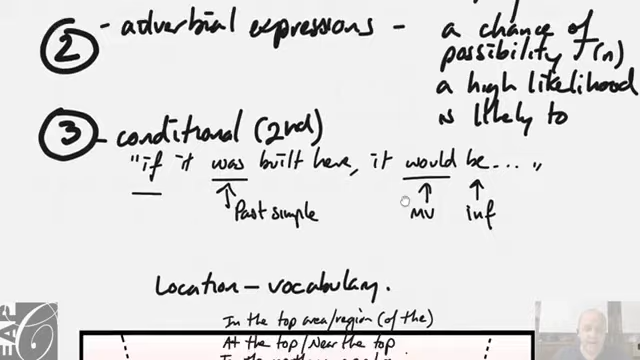 ② - adverbial expressions -
a chance of
possibility of (n)
a high likelihood
is likely to
③ - conditional (2nd)
"if it was built here, it would be..."
Past simple
MV
inf
Location - vocabulary.
In the top area/region (of the)
At the top/Near the top
EAP